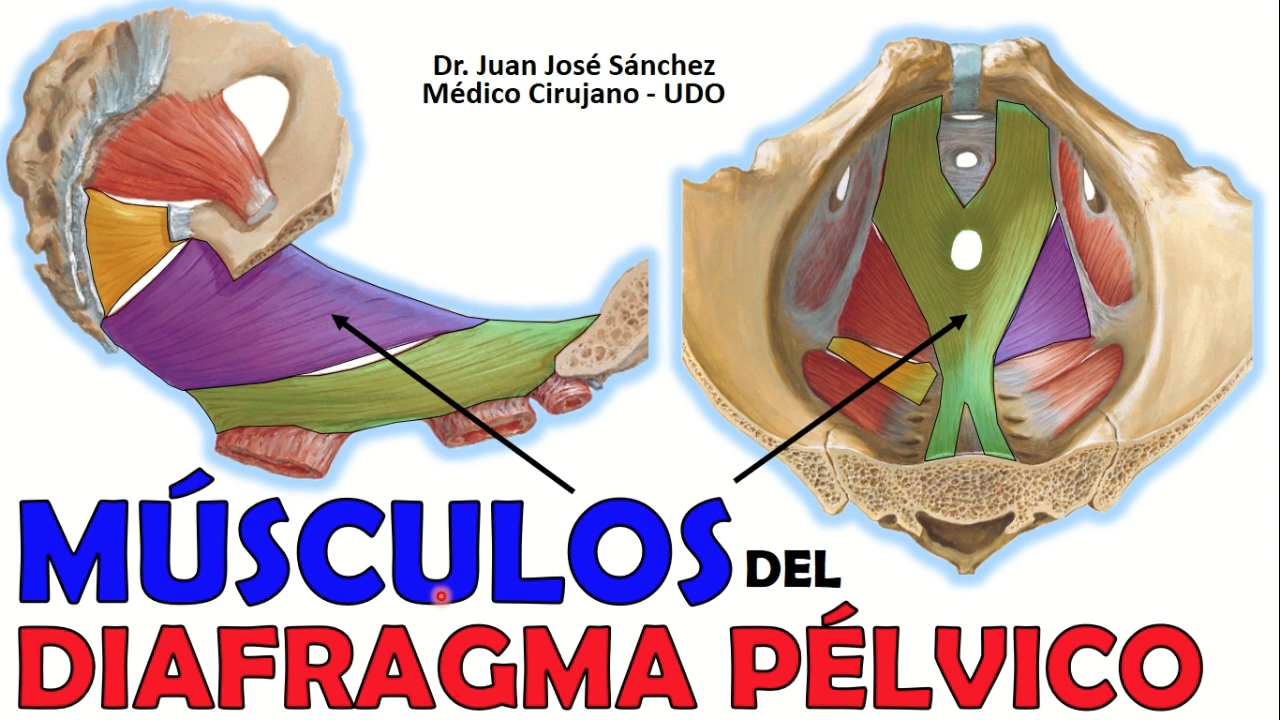 Dr. Juan José Sánchez
Médico Cirujano - UDO
MÚSCULOS DEL
DIAFRAGMA PÉLVICO